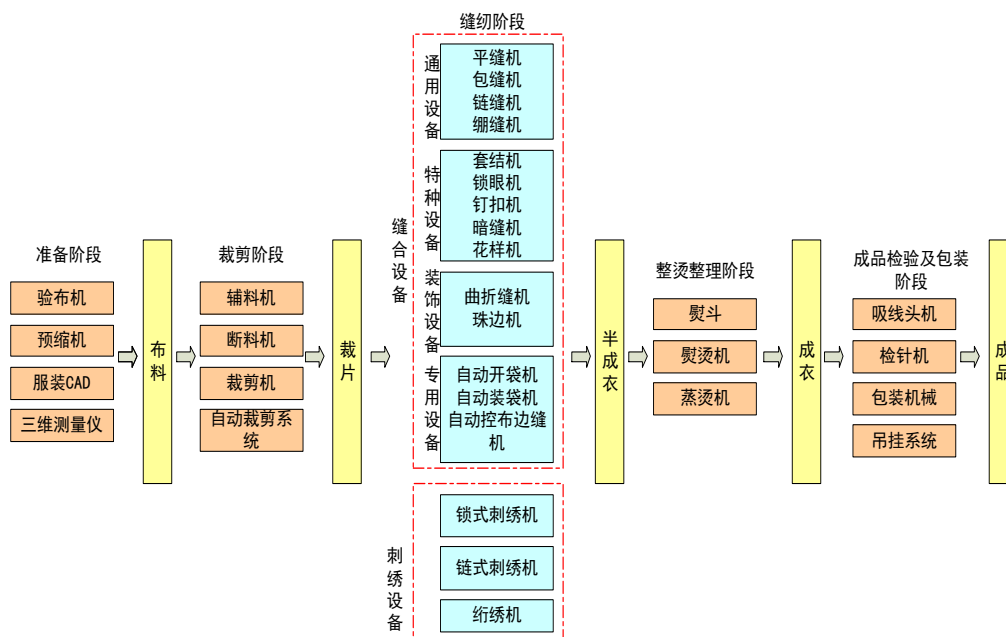 准备阶段
验布机
预缩机
服装CAD
三维测量仪
布料
裁剪阶段
辅料机
断料机
裁剪机
自动裁剪系
统
裁片
缝纫阶段
缝合设备
通用设备
平缝机
包缝机
链缝机
绷缝机
特种设备
套结机
锁眼机
钉扣机
暗缝机
花样机
装饰设备
曲折缝机
珠边机
专用设备
自动开袋机
自动装袋机
自动控布边缝
机
刺绣设备
锁式刺绣机
链式刺绣机
绗绣机
半成衣
整烫整理阶段
熨斗
熨烫机
蒸烫机
成衣
成品检验及包装
阶段
吸线头机
检针机
包装机械
吊挂系统
成品